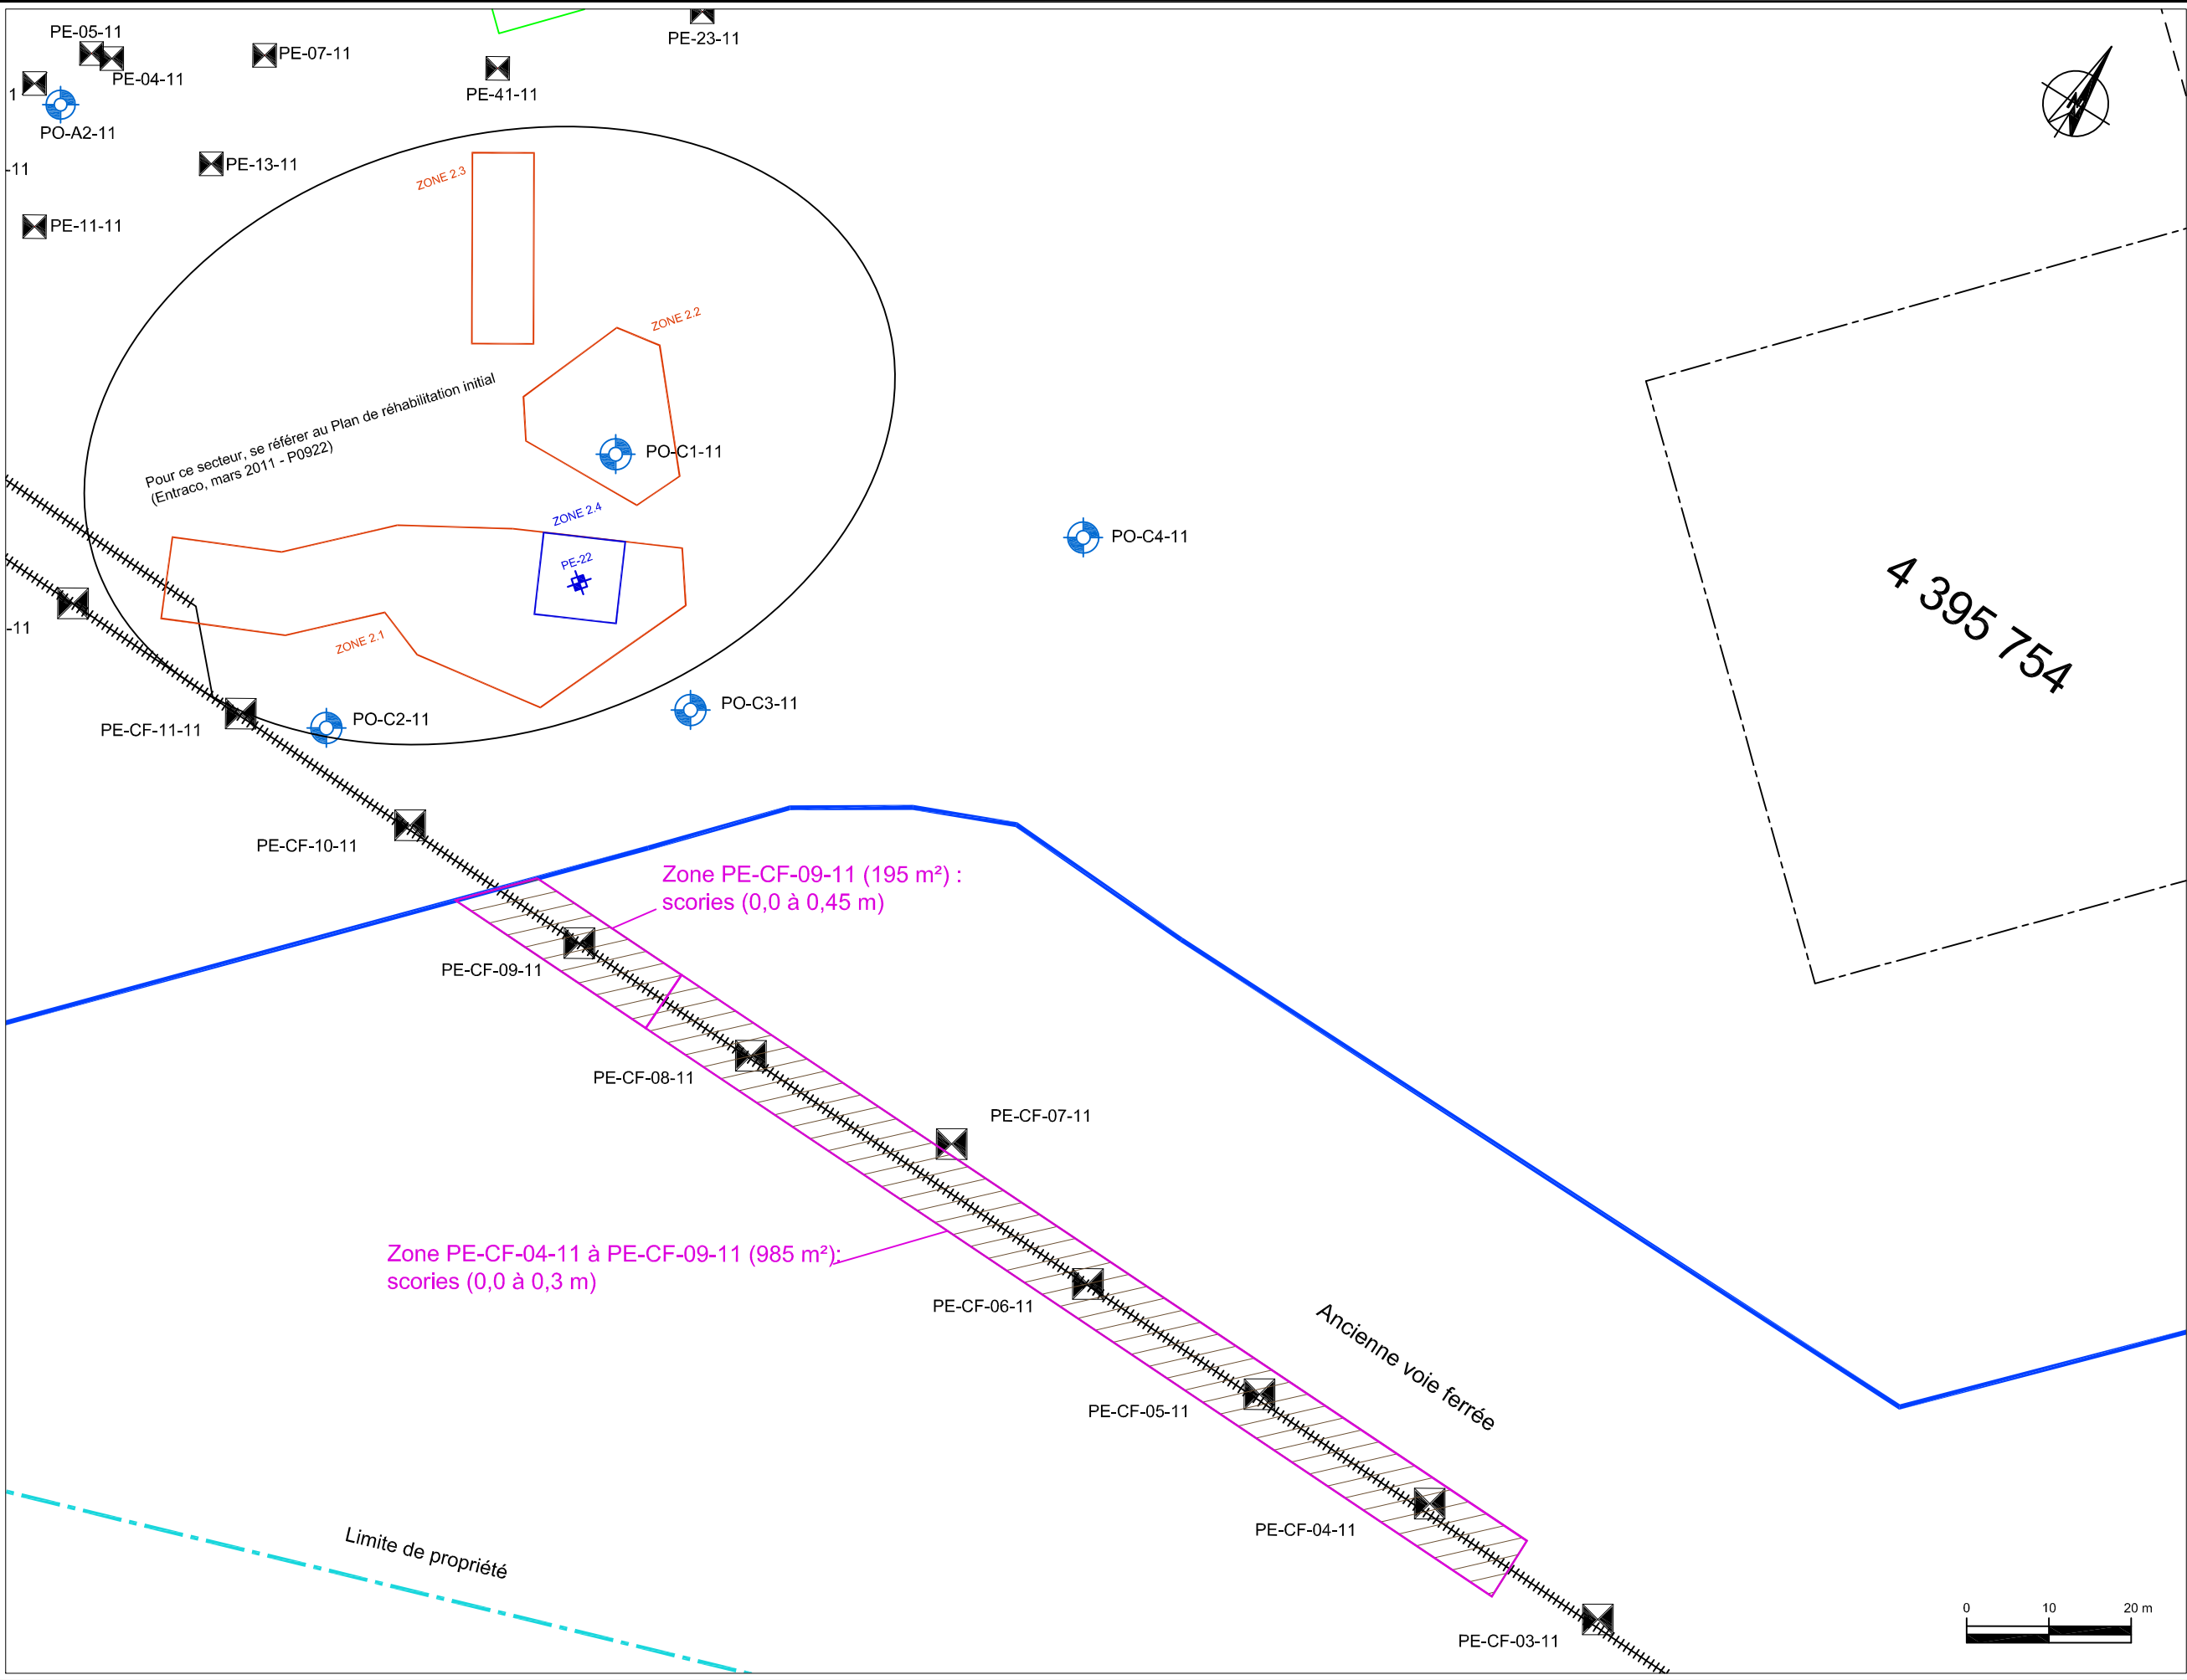 PE-05-11
PE-04-11
PE-07-11
PE-41-11
PE-23-11
1
PO-A2-11
N
PE-13-11
-11
PE-11-11
ZONE 2.3
ZONE 2.2
Pour ce secteur, se référer au Plan de réhabilitation initial
(Entraco, mars 2011 - P0922)
PO-C1-11
ZONE 2.4
PE-22
PO-C4-11
4 395 754
-11
ZONE 2.1
PE-CF-11-11
PO-C2-11
PO-C3-11
PE-CF-10-11
Zone PE-CF-09-11 (195 m²) :
scories (0,0 à 0,45 m)
PE-CF-09-11
PE-CF-08-11
PE-CF-07-11
Zone PE-CF-04-11 à PE-CF-09-11 (985 m²):
scories (0,0 à 0,3 m)
PE-CF-06-11
Ancienne voie ferrée
PE-CF-05-11
PE-CF-04-11
Limite de propriété
PE-CF-03-11
0 10 20 m